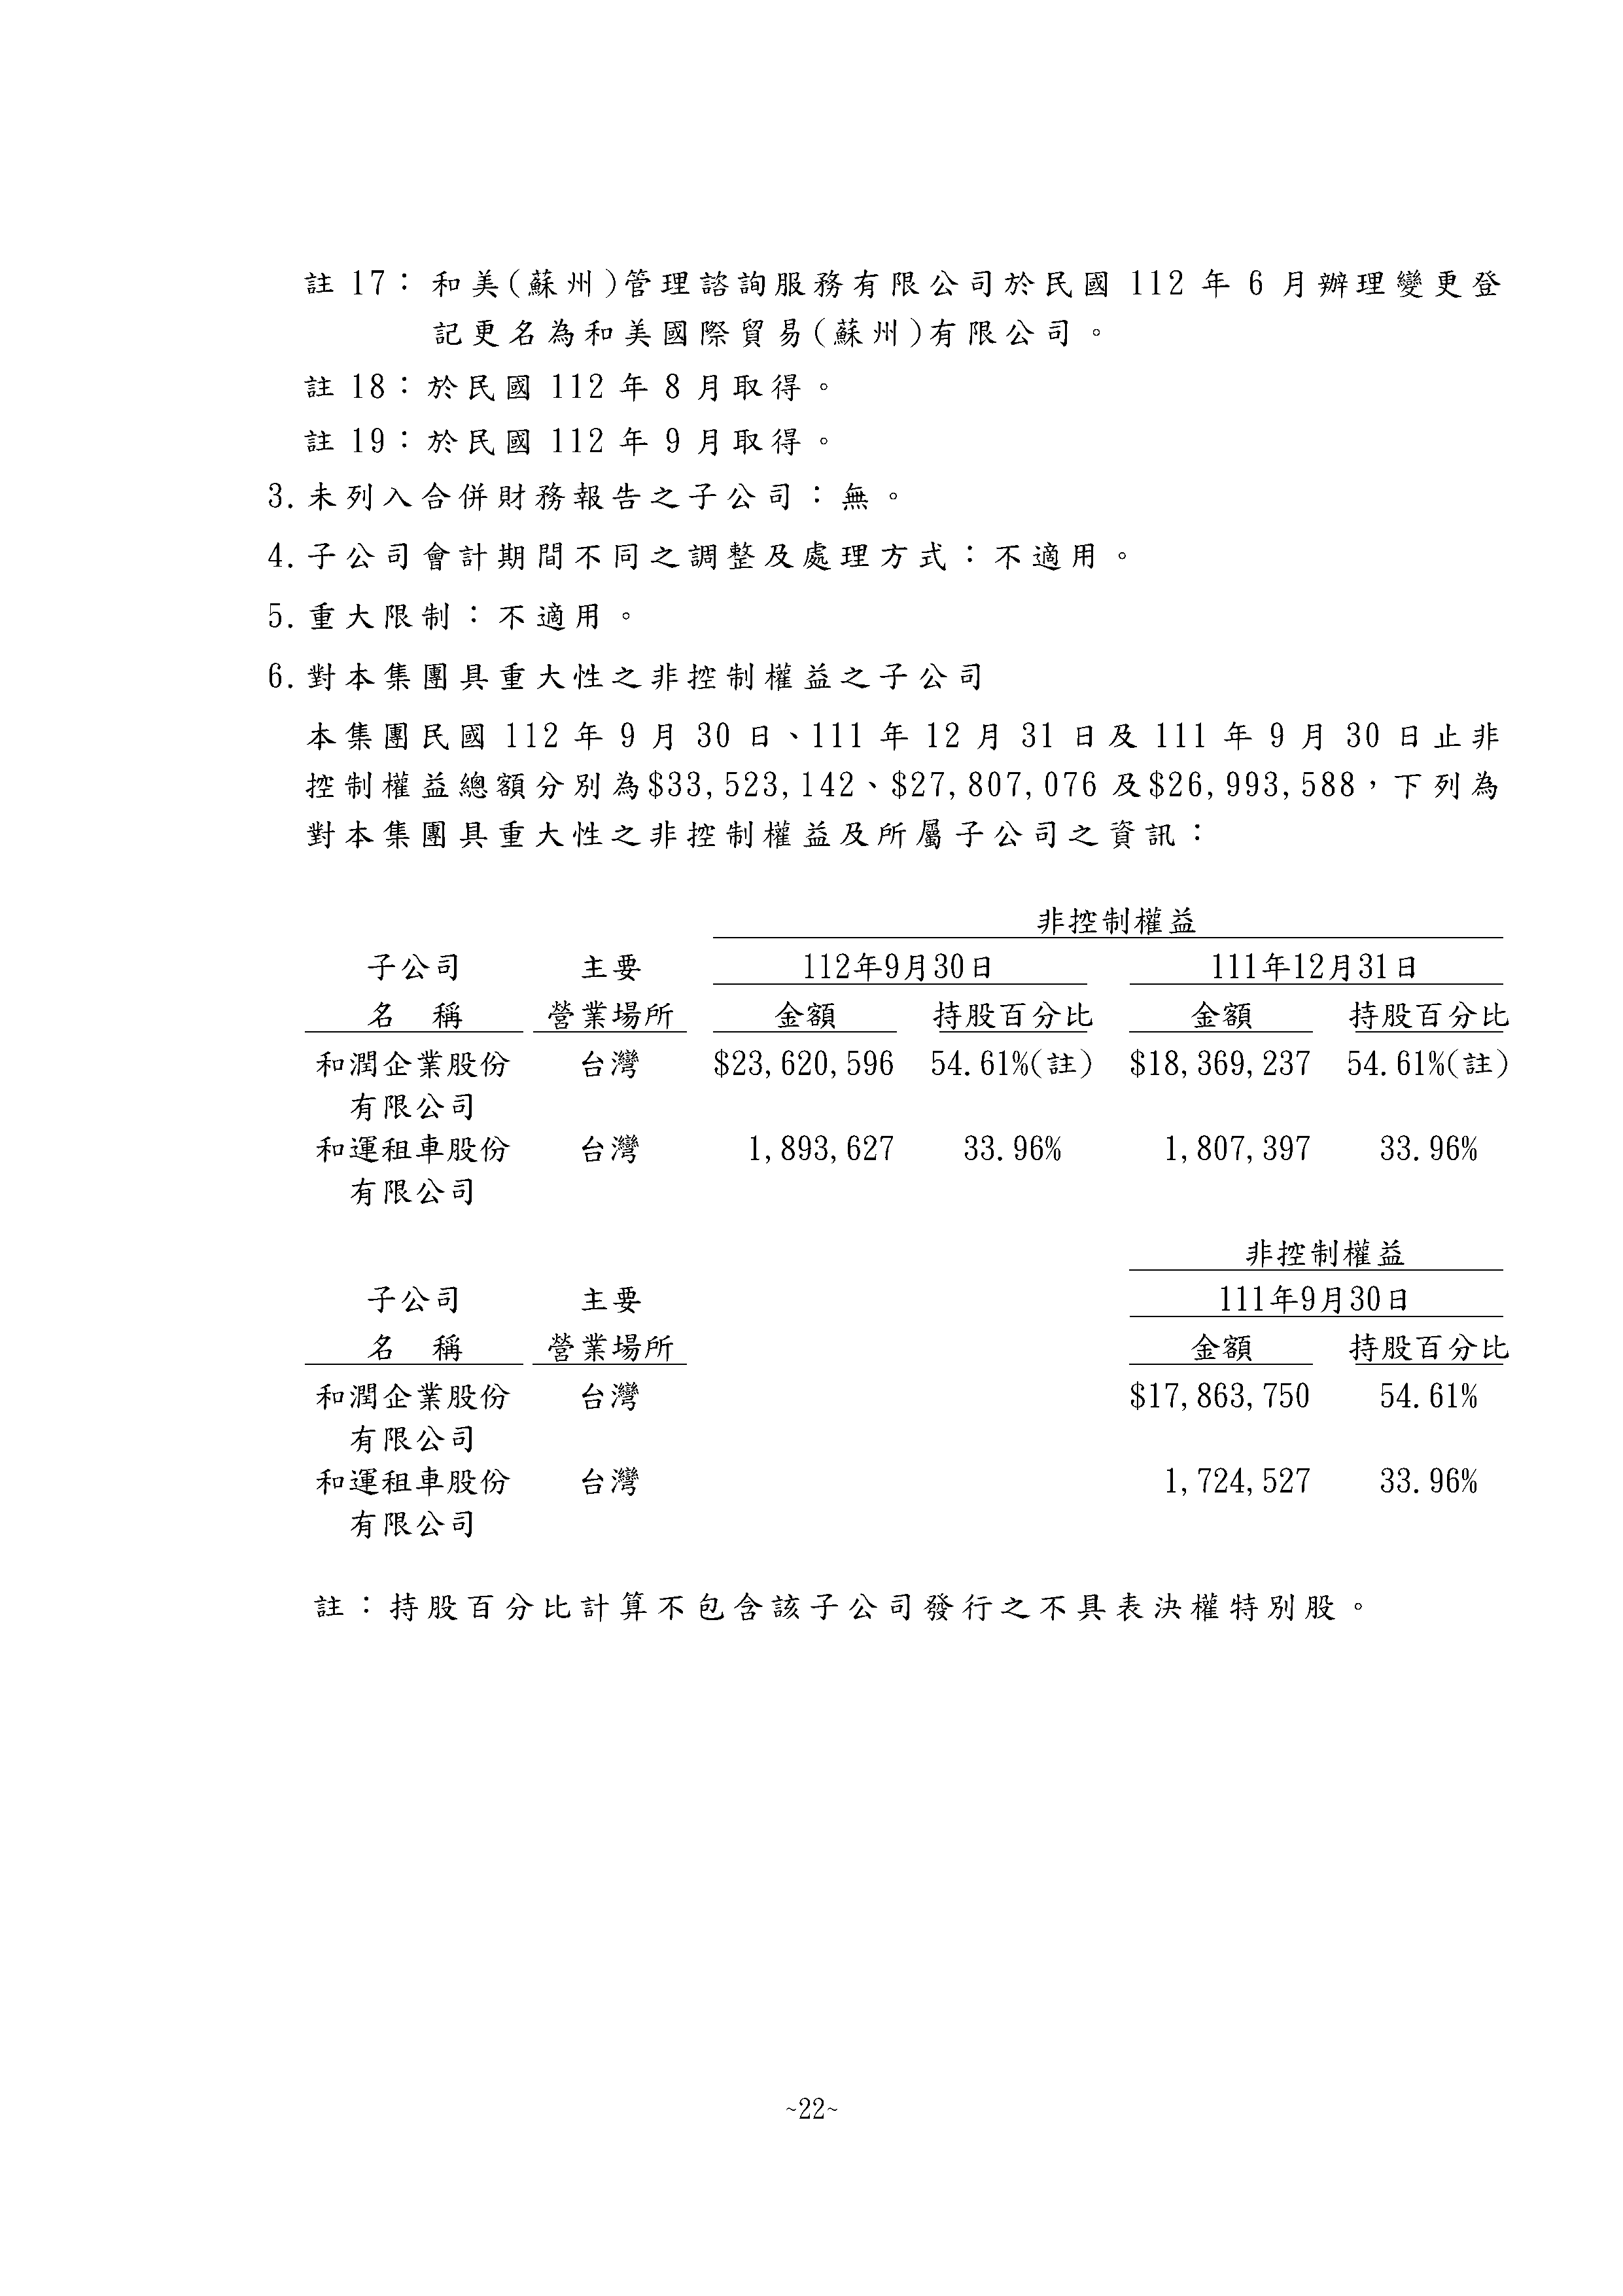 註 17：和美(蘇州)管理諮詢服務有限公司於民國 112 年 6 月辦理變更登
記更名為和美國際貿易(蘇州)有限公司。
註 18：於民國 112 年 8 月取得。
註 19：於民國 112 年 9 月取得。
3.未列入合併財務報告之子公司：無。
4.子公司會計期間不同之調整及處理方式：不適用。
5.重大限制：不適用。
6.對本集團具重大性之非控制權益之子公司
本集團民國 112 年 9 月 30 日、111 年 12 月 31 日及 111 年 9 月 30 日止非
控制權益總額分別為$33,523,142、$27,807,076 及$26,993,588，下列為
對本集團具重大性之非控制權益及所屬子公司之資訊：
非控制權益
子公司 主要 112年9月30日 111年12月31日
名 稱 營業場所 金額 持股百分比 金額 持股百分比
和潤企業股份 台灣 $23,620,596 54.61%(註) $18,369,237 54.61%(註)
有限公司
和運租車股份 台灣 1,893,627 33.96% 1,807,397 33.96%
有限公司
非控制權益
子公司 主要 111年9月30日
名 稱 營業場所 金額 持股百分比
和潤企業股份 台灣 $17,863,750 54.61%
有限公司
和運租車股份 台灣 1,724,527 33.96%
有限公司
註：持股百分比計算不包含該子公司發行之不具表決權特別股。
~22~